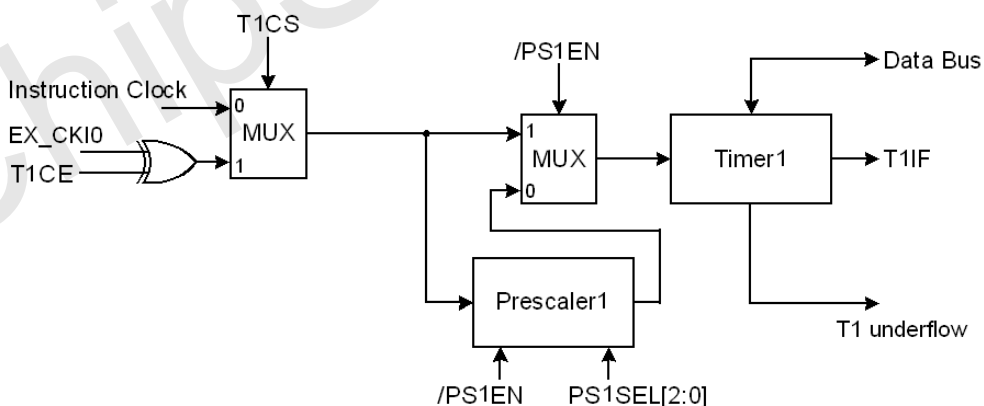 T1CS
/PS1EN
Data Bus
Instruction Clock
0
MUX
EX_CKI0
T1CE
1
1
MUX
0
Timer1
T1IF
Prescaler1
T1 underflow
/PS1EN
PS1SEL[2:0]